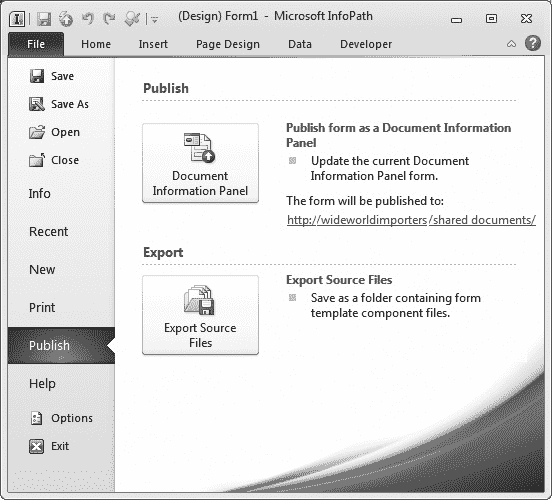 (Design) Form1 - Microsoft InfoPath
File Home Insert Page Design Data Developer
Save
Save As
Open
Close
Info
Recent
New
Print
Publish
Help
Options
Exit
Publish
Document
Information Panel
Publish form as a Document Information
Panel
Update the current Document
Information Panel form.
The form will be published to:
http://wideworldimporters/shared documents/
Export
Export Source
Files
Export Source Files
Save as a folder containing form
template component files.